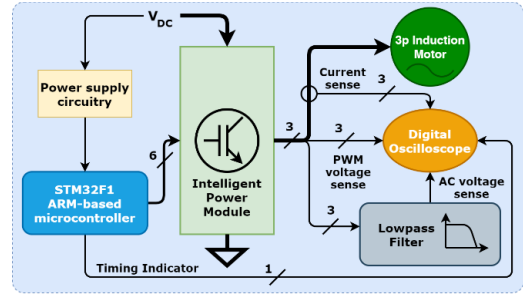 V DC
3p Induction
Motor
Power supply
circuitry
Current
sense
3
6
3
3
Digital
Oscilloscope
PWM
voltage
sense
AC voltage
sense
STM32F1
ARM-based
microcontroller
Intelligent
Power
Module
3
Lowpass
Filter
Timing Indicator
1